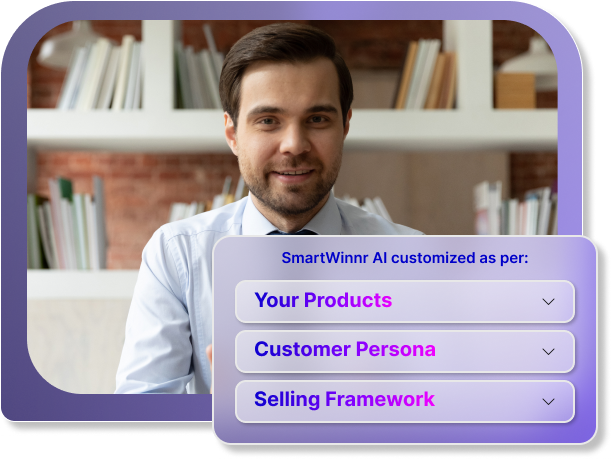 SmartWinnr AI customized as per:
Your Products
Customer Persona
Selling Framework